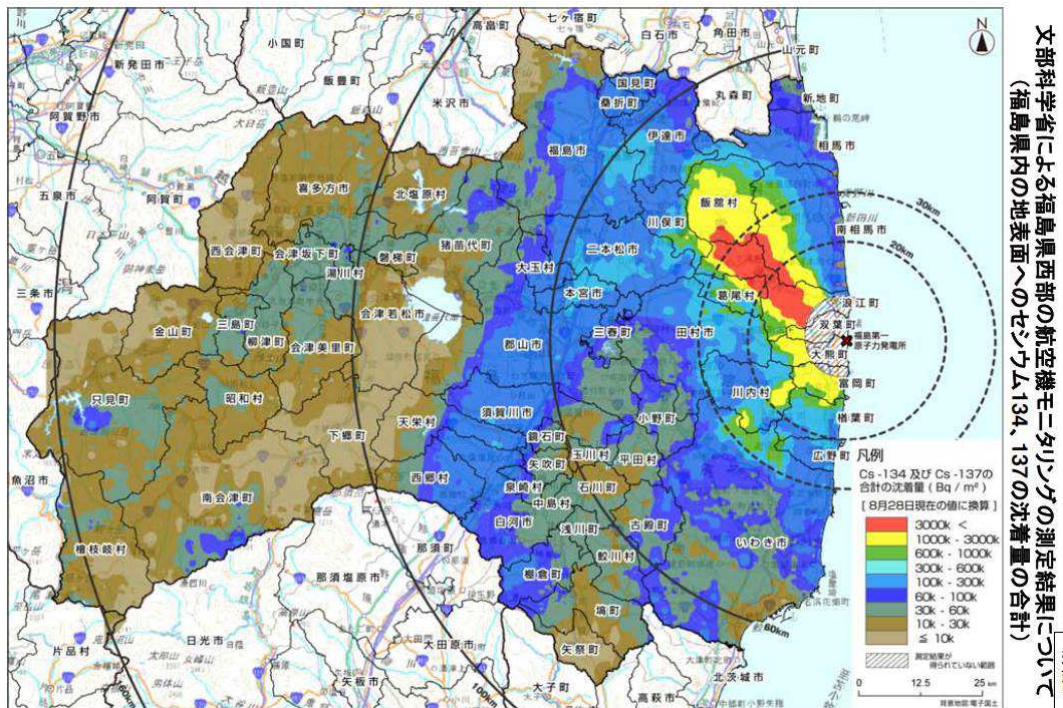 文部科学省による福島県西部の航空機モニタリングの測定結果について
(福島県内の地表面へのセシウム134、137の沈着量の合計)
N
七ヶ宿町
高畠町
白石市
角田市
山元町
小国町
新発田市
飯豊町
丸森町
国見町
桑折町
新地町
阿賀野市
米沢市
伊達市
相馬市
福島市
喜多方市
北塩原村
飯舘村
30km
五泉市
阿賀町
川俣町
南相馬市
20km
猪苗代町
西会津町
会津坂下町
磐梯町
二本松市
大玉村
湯川村
三条市
本宮市
葛尾村
浪江町
会津若松市
双葉町
金山町
三島町
三春町
田村市
福島第一
原子力発電所
柳津町
会津美里町
郡山市
大熊町
富岡町
只見町
昭和村
川内村
須賀川市
楢葉町
天栄村
小野町
下郷町
鏡石町
広野町
玉川村
平田村
矢吹町
魚沼市
西郷村
泉崎村
石川町
南会津町
中島村
白河市
浅川町
古殿町
いわき市
檜枝岐村
那須町
鮫川村
棚倉町
那須塩原市
塙町
60km
日光市
大田原市
矢祭町
片品村
矢板市
100km
大子町
北茨城市
高萩市
凡例
Cs -134 及び Cs -137の
合計の沈着量 ( Bq / m² )
[ 8月28日現在の値に換算 ]
3000k <
1000k - 3000k
600k - 1000k
300k - 600k
100k - 300k
60k - 100k
30k - 60k
10k - 30k
≦ 10k
測定結果が
得られていない範囲
0 12.5 25 km
背景地図:電子国土